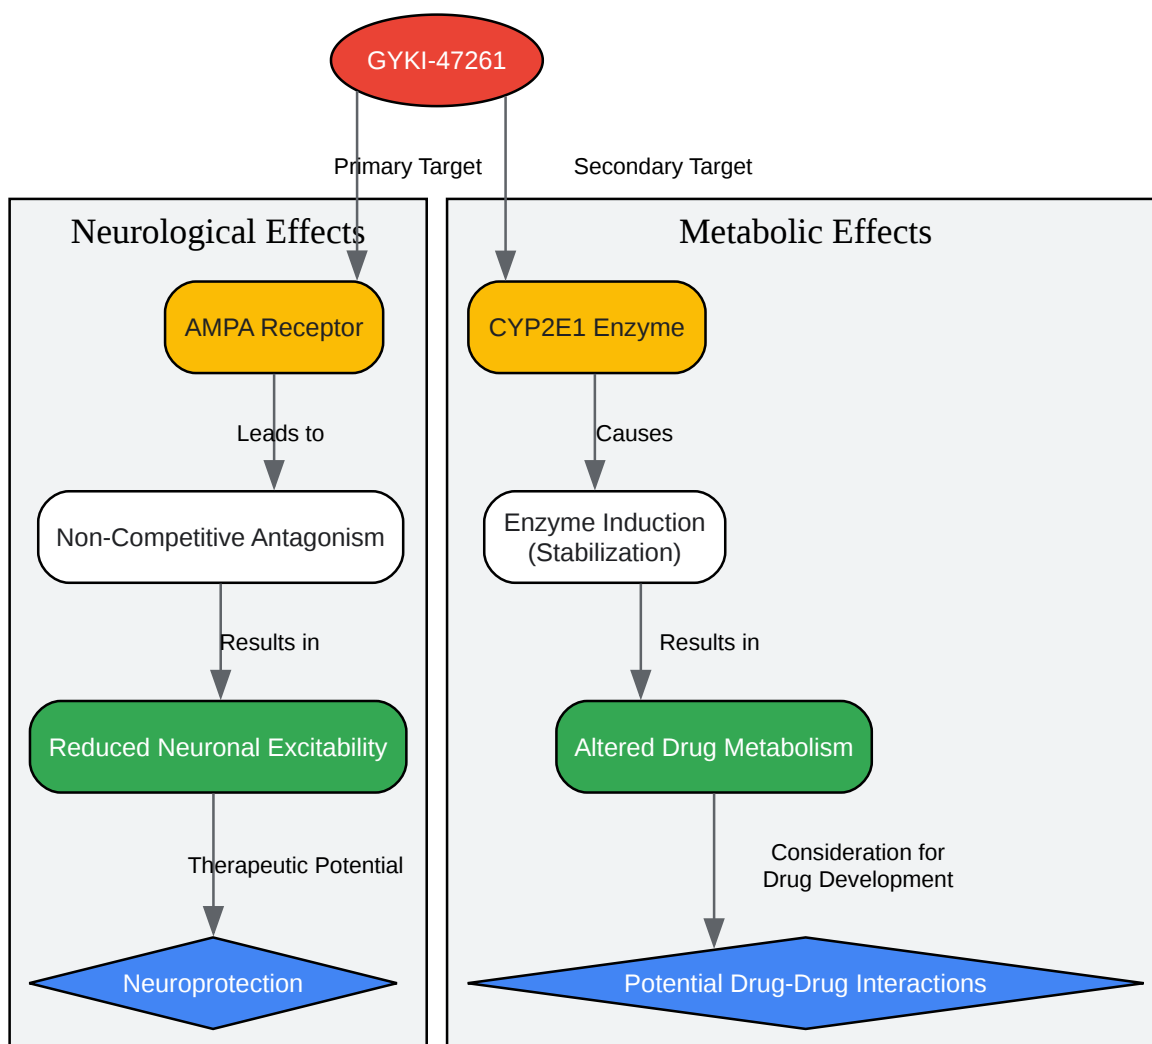 GYKI-47261
Primary Target
Secondary Target
Neurological Effects
Metabolic Effects
AMPA Receptor
CYP2E1 Enzyme
Leads to
Causes
Non-Competitive Antagonism
Enzyme Induction
(Stabilization)
Results in
Results in
Reduced Neuronal Excitability
Altered Drug Metabolism
Therapeutic Potential
Consideration for
Drug Development
Neuroprotection
Potential Drug-Drug Interactions